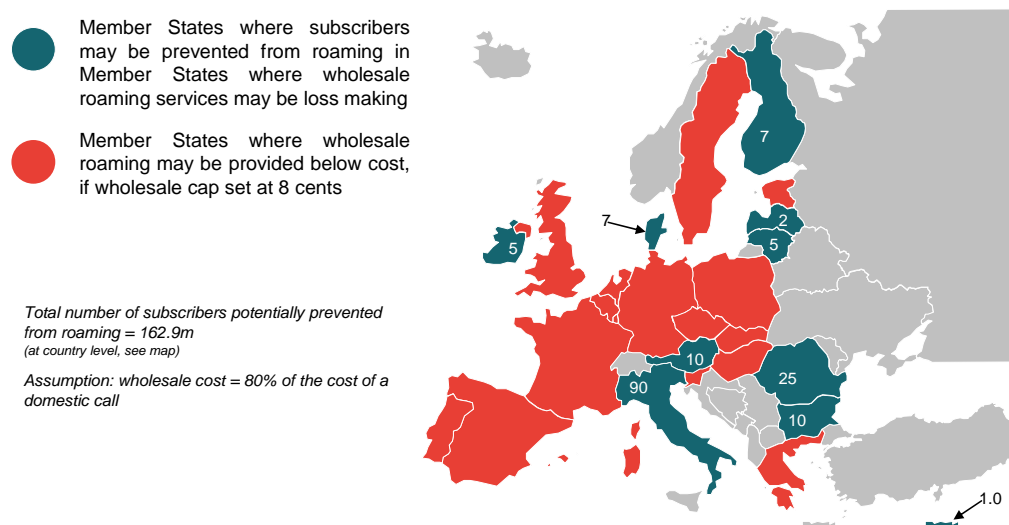 Member States where subscribers
may be prevented from roaming in
Member States where wholesale
roaming services may be loss making
Member States where wholesale
roaming may be provided below cost,
if wholesale cap set at 8 cents
Total number of subscribers potentially prevented
from roaming = 162.9m
(at country level, see map)
Assumption: wholesale cost = 80% of the cost of a
domestic call
7
7
2
5
5
10
90
25
10
1.0